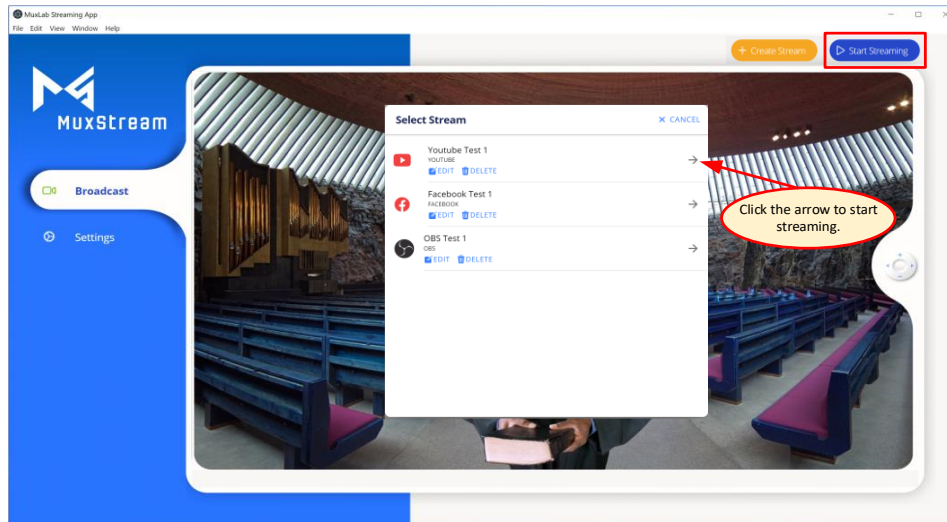 MuxLab Streaming App
File Edit View Window Help
+ Create Stream
Start Streaming
MuxStream
Select Stream
× CANCEL
Youtube Test 1
YOUTUBE
EDIT DELETE
Facebook Test 1
FACEBOOK
EDIT DELETE
OBS Test 1
OBS
EDIT DELETE
Click the arrow to start
streaming.
Broadcast
Settings